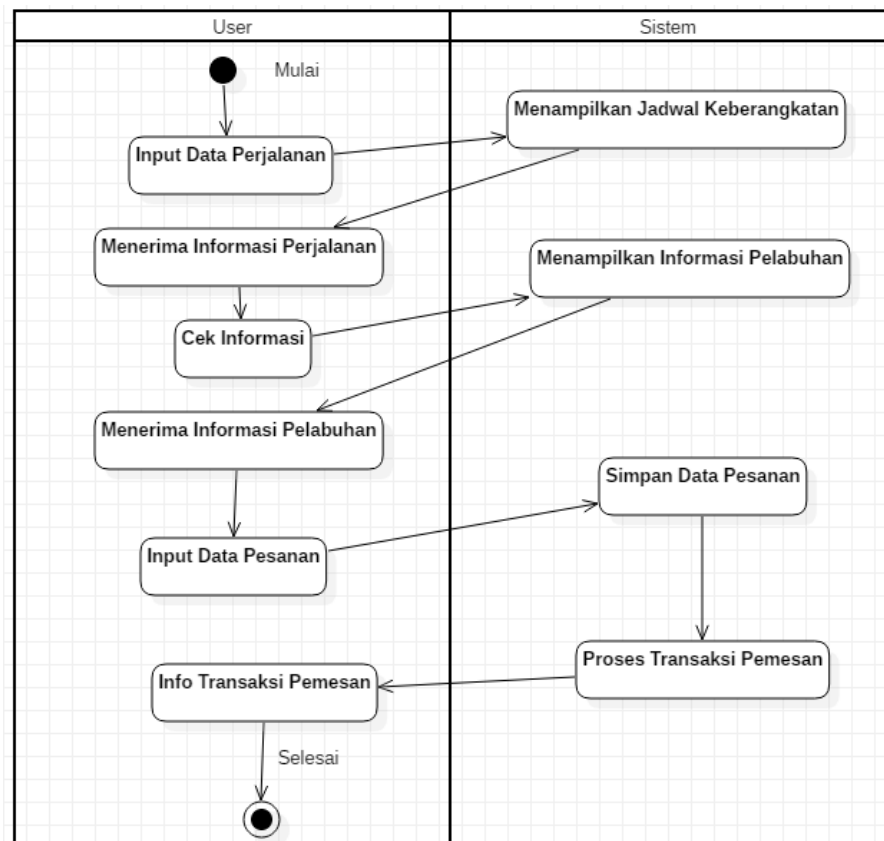 User
Sistem
Mulai
Menampilkan Jadwal Keberangkatan
Input Data Perjalanan
Menerima Informasi Perjalanan
Menampilkan Informasi Pelabuhan
Cek Informasi
Menerima Informasi Pelabuhan
Simpan Data Pesanan
Input Data Pesanan
Proses Transaksi Pemesan
Info Transaksi Pemesan
Selesai